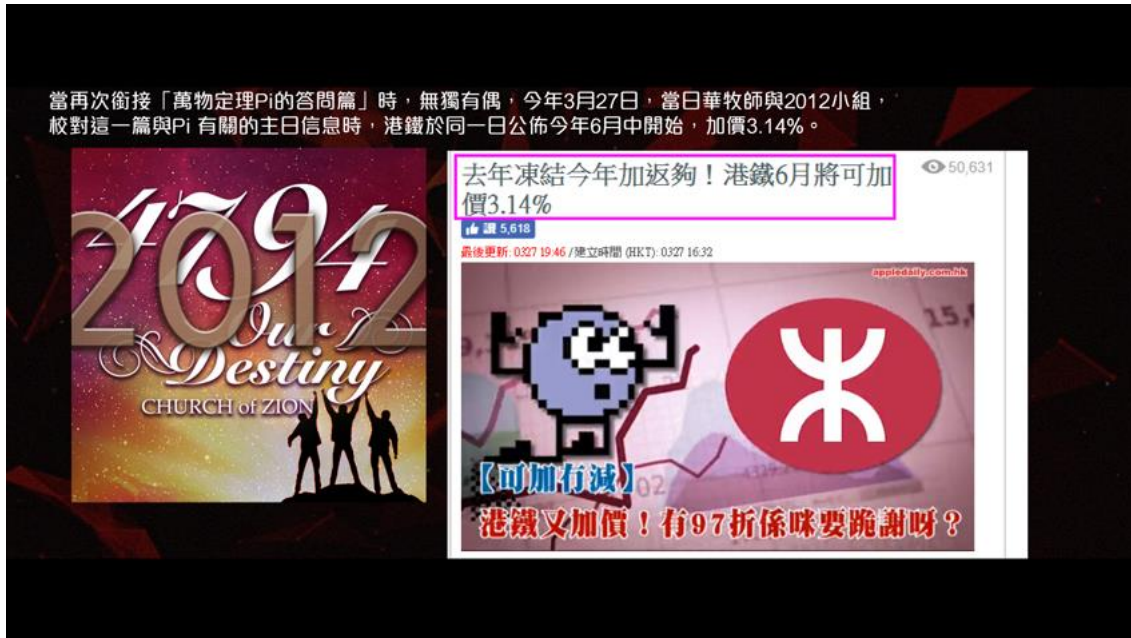 當再次銜接「萬物定理Pi的答問篇」時,無獨有偶,今年3月27日,當日華牧師與2012小組,
校對這一篇與Pi 有關的主日信息時,港鐵於同一日公佈今年6月中開始,加價3.14%。
4794
2012
Our
Destiny
CHURCH of ZION
去年凍結今年加返夠!港鐵6月將可加
價3.14%
50,631
讚 5,618
最後更新: 0327 19:46 / 建立時間 (HKT): 0327 16:32
appledaily.com.hk
【可加冇減】
港鐵又加價!有97折係咪要跪謝呀?